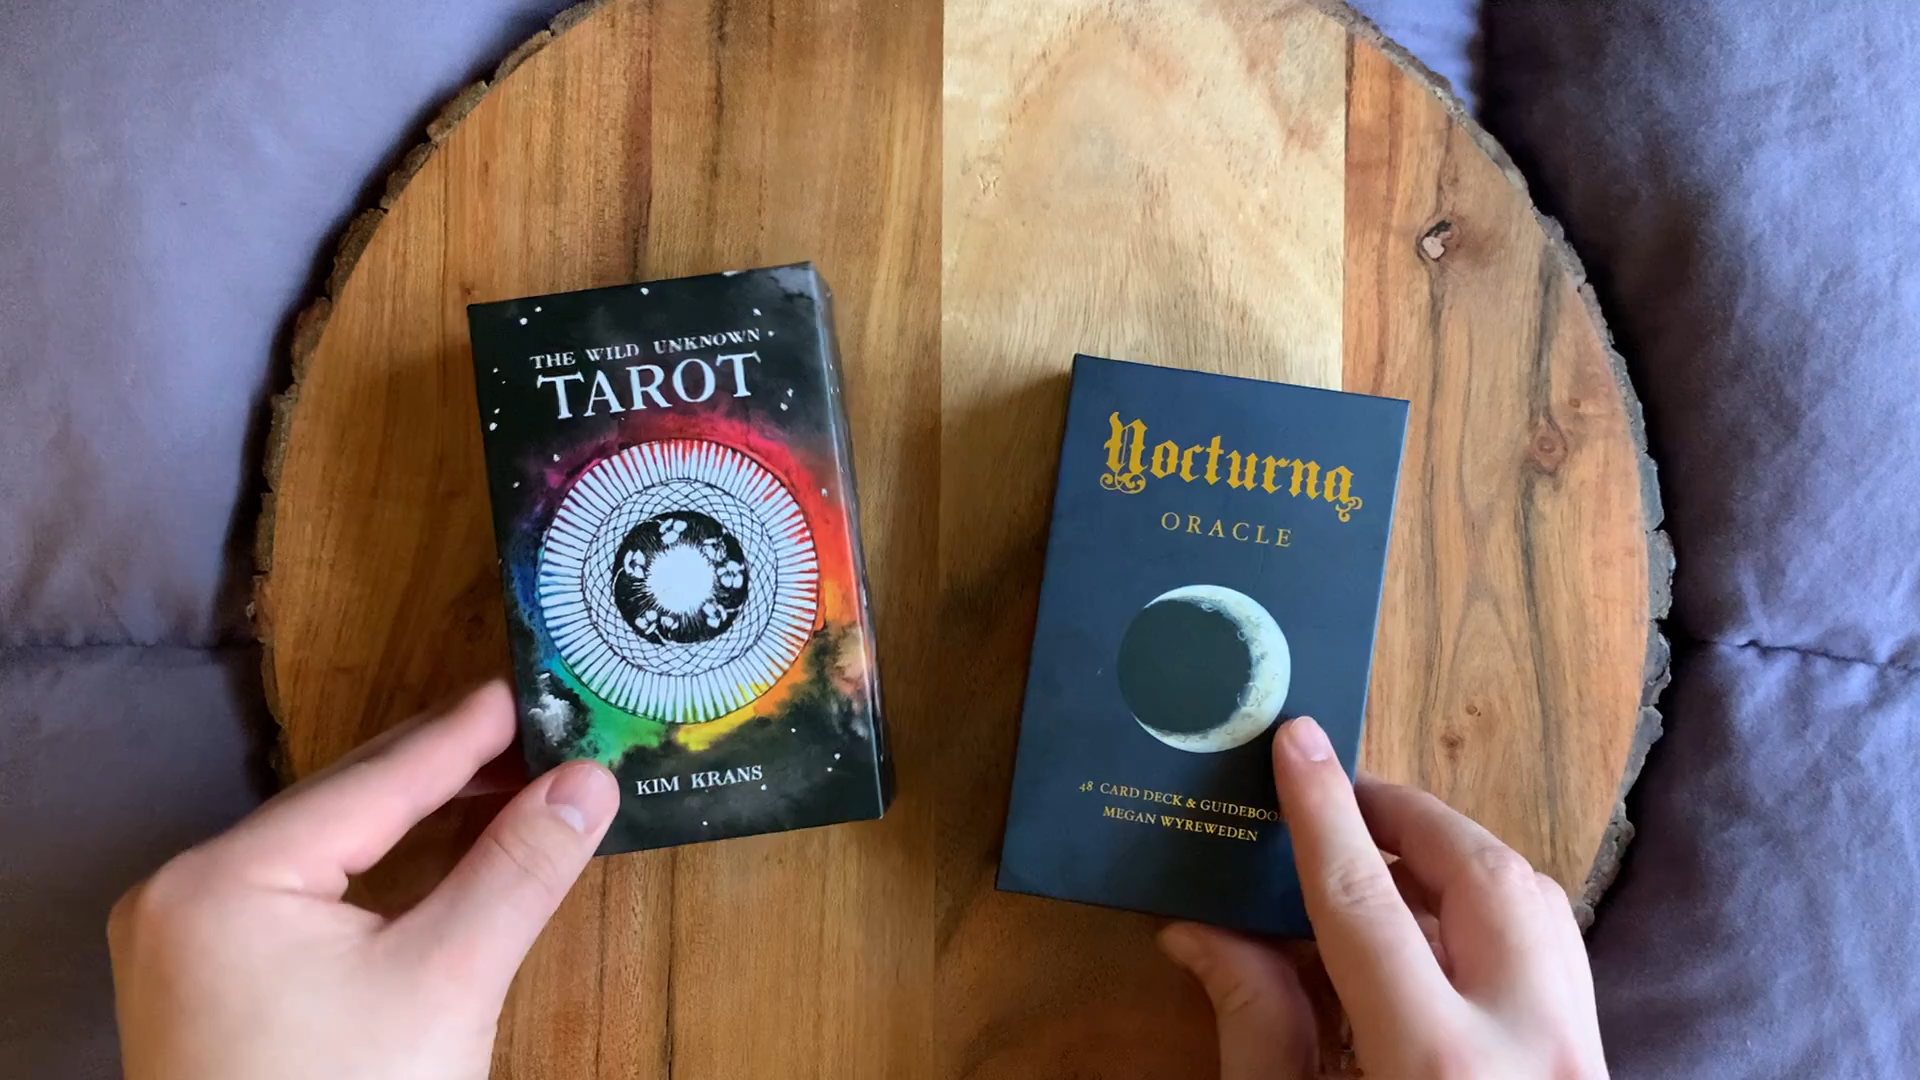 THE WILD UNKNOWN
TAROT
KIM KRANS
Nocturna
ORACLE
48 CARD DECK & GUIDEBOO
MEGAN WYREWEDEN